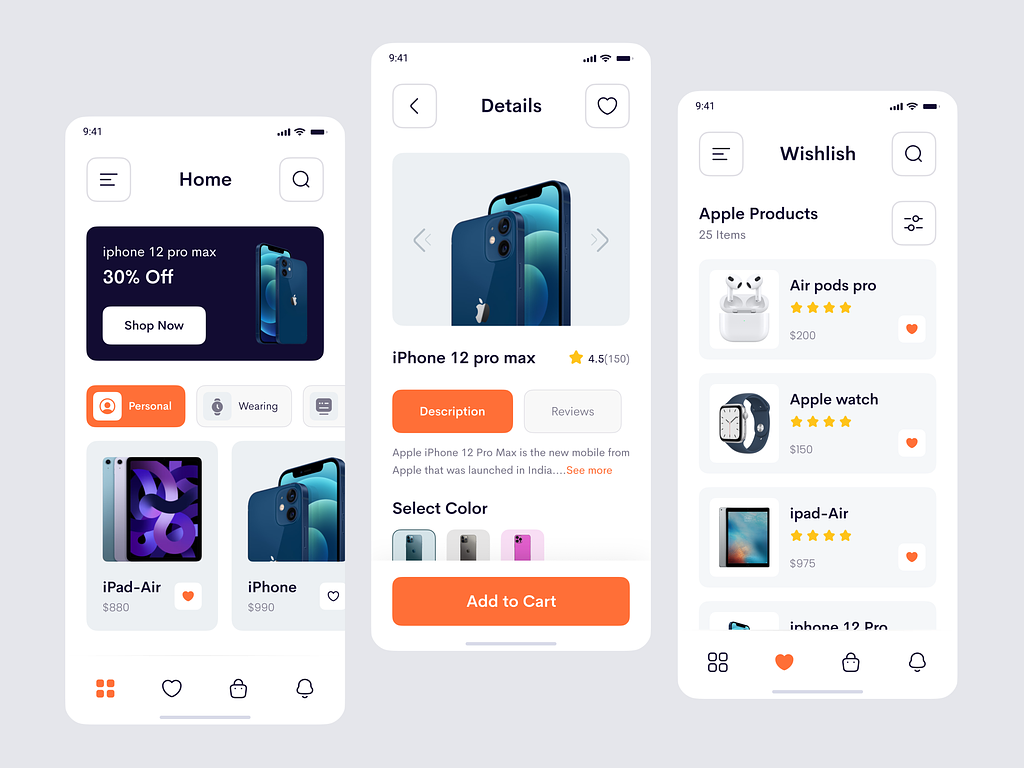 9:41
Home
iphone 12 pro max
30% Off
Shop Now
Personal
Wearing
iPad-Air
$880
iPhone
$990
9:41
Details
iPhone 12 pro max
4.5(150)
Description
Reviews
Apple iPhone 12 Pro Max is the new mobile from
Apple that was launched in India....See more
Select Color
Add to Cart
9:41
Wishlish
Apple Products
25 Items
Air pods pro
$200
Apple watch
$150
ipad-Air
$975
iphone 12 Pro